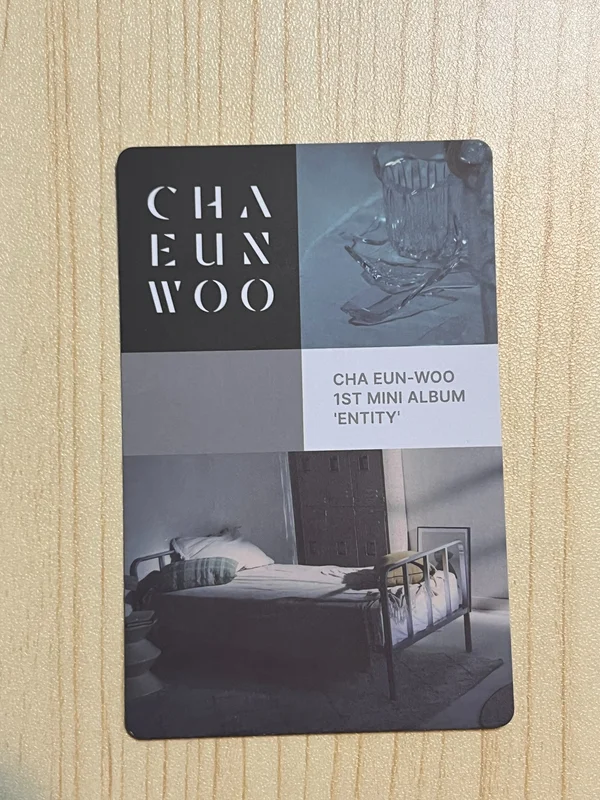 CHA
EUN
WOO
CHA EUN-WOO
1ST MINI ALBUM
'ENTITY'